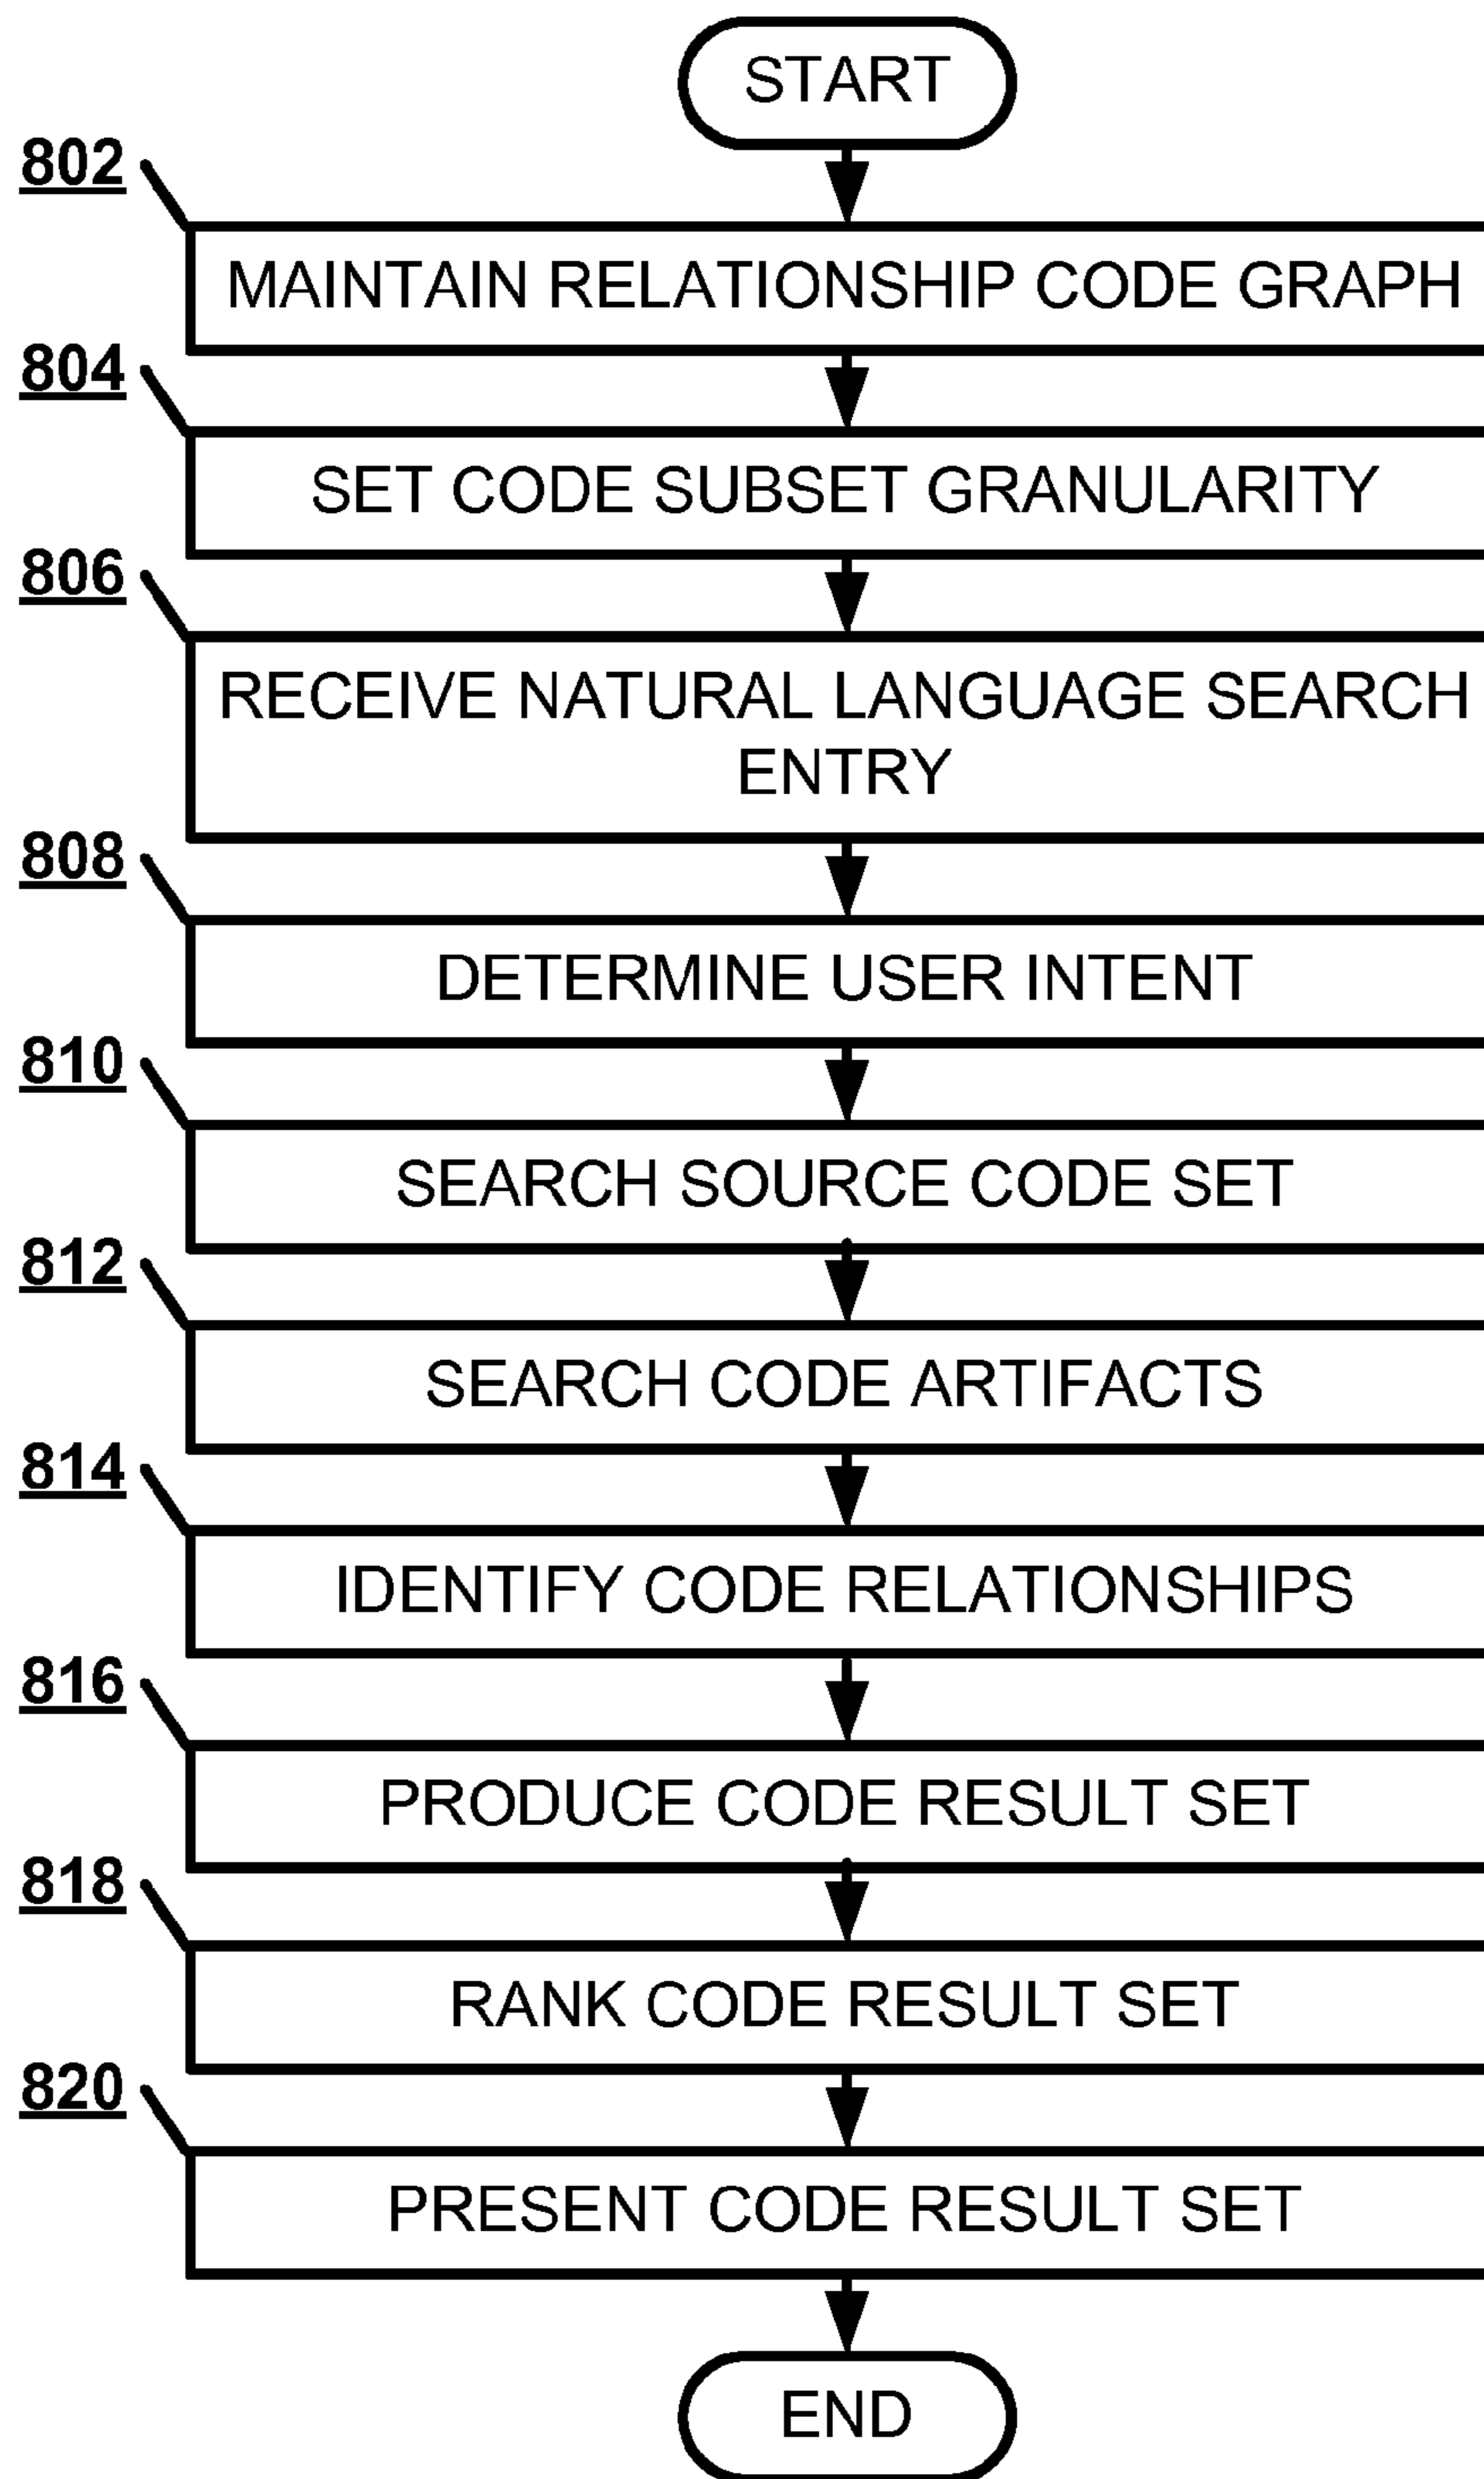 START
802
MAINTAIN RELATIONSHIP CODE GRAPH
804
SET CODE SUBSET GRANULARITY
806
RECEIVE NATURAL LANGUAGE SEARCH
ENTRY
808
DETERMINE USER INTENT
810
SEARCH SOURCE CODE SET
812
SEARCH CODE ARTIFACTS
814
IDENTIFY CODE RELATIONSHIPS
816
PRODUCE CODE RESULT SET
818
RANK CODE RESULT SET
820
PRESENT CODE RESULT SET
END